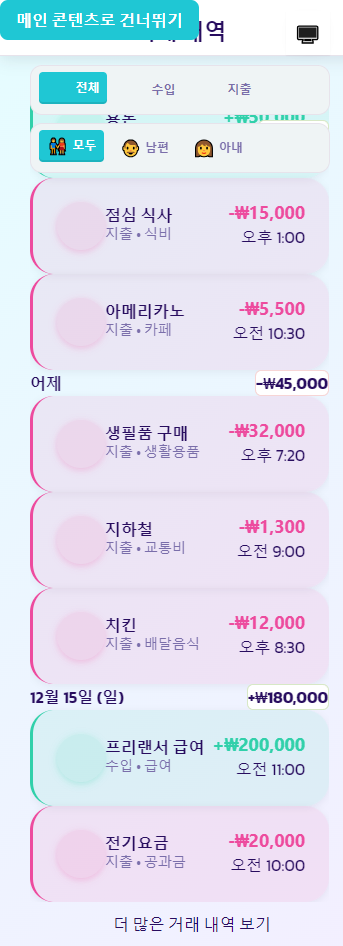 메인 콘텐츠로 건너뛰기
내역
전체 수입 지출
용돈 +₩50,000
모두 남편 아내
점심 식사 -₩15,000
지출 • 식비 오후 1:00
아메리카노 -₩5,500
지출 • 카페 오전 10:30
어제 -₩45,000
생필품 구매 -₩32,000
지출 • 생활용품 오후 7:20
지하철 -₩1,300
지출 • 교통비 오전 9:00
치킨 -₩12,000
지출 • 배달음식 오후 8:30
12월 15일 (일) +₩180,000
프리랜서 급여 +₩200,000
수입 • 급여 오전 11:00
전기요금 -₩20,000
지출 • 공과금 오전 10:00
더 많은 거래 내역 보기